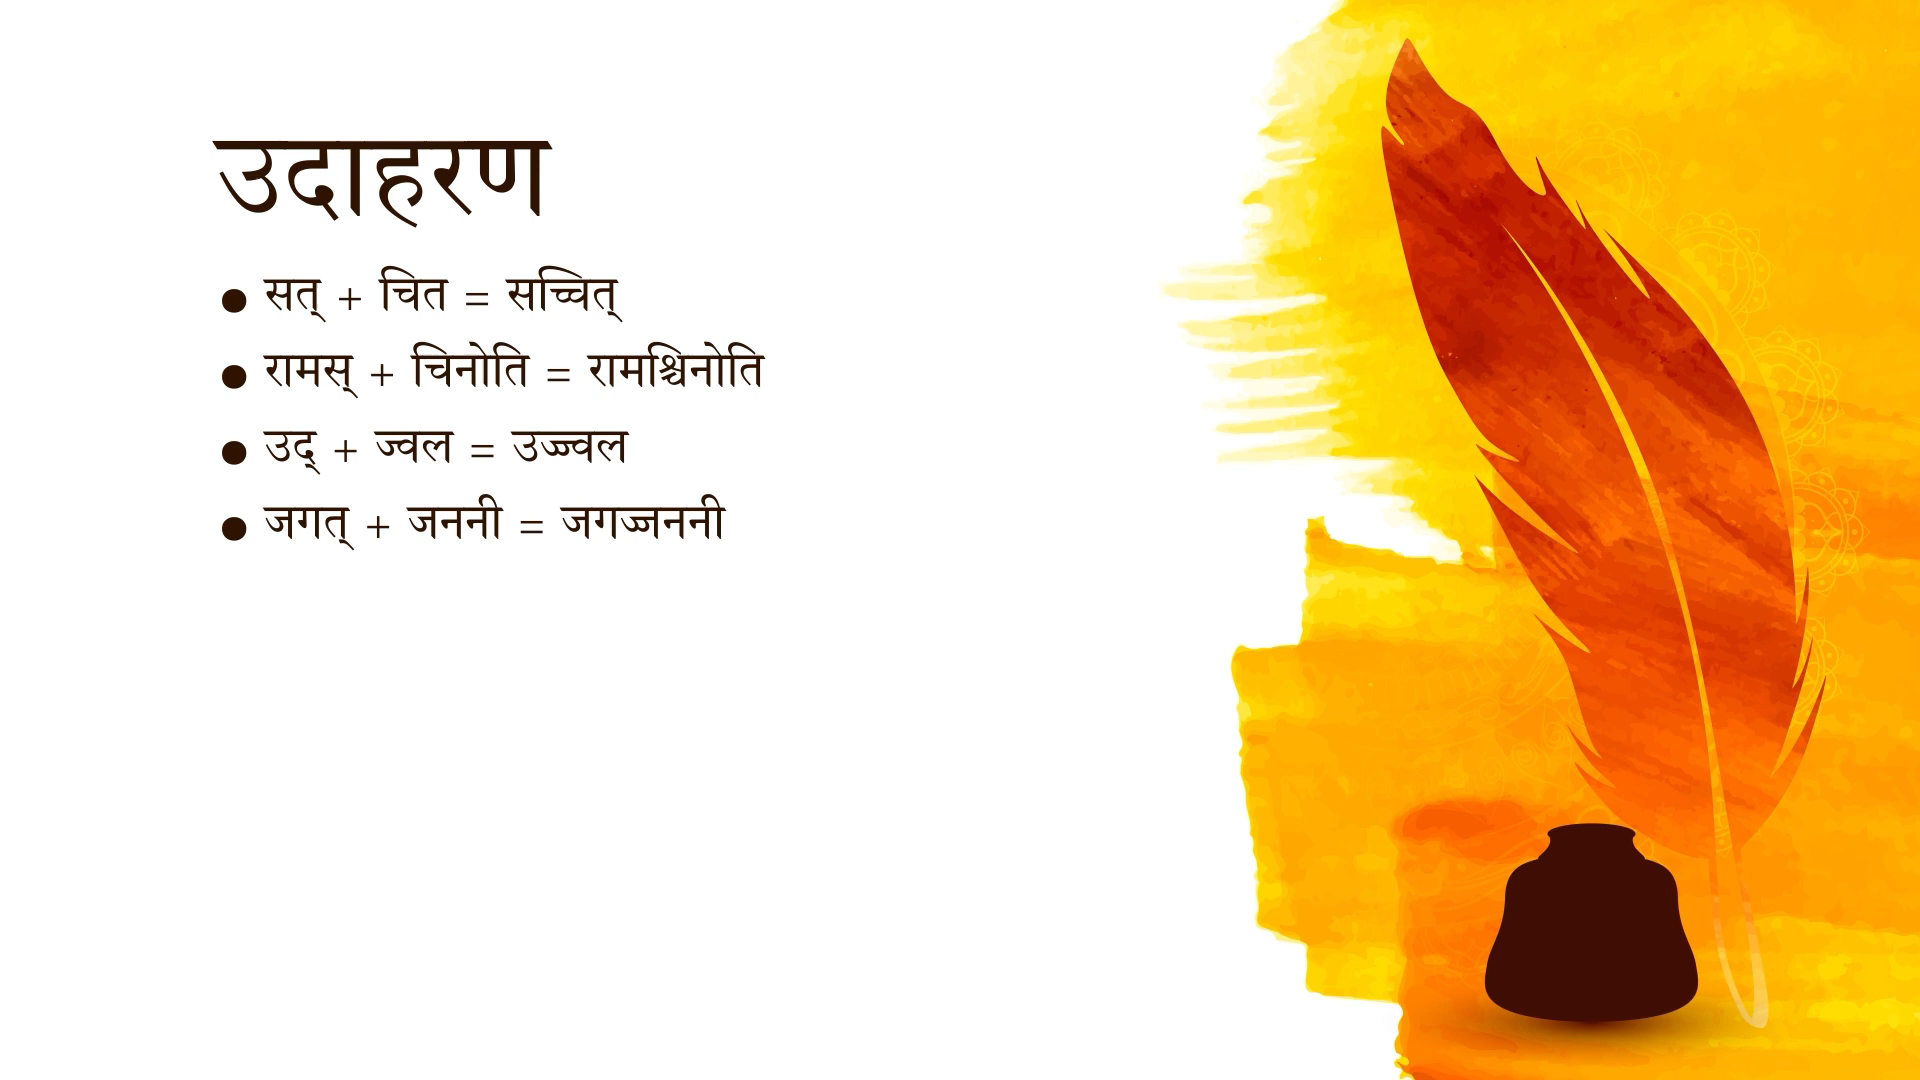 उदाहरण
● सत् + चित = सच्चित्
● रामस् + चिनोति = रामश्चिनोति
● उद् + ज्वल = उज्ज्वल
● जगत् + जननी = जगज्जननी